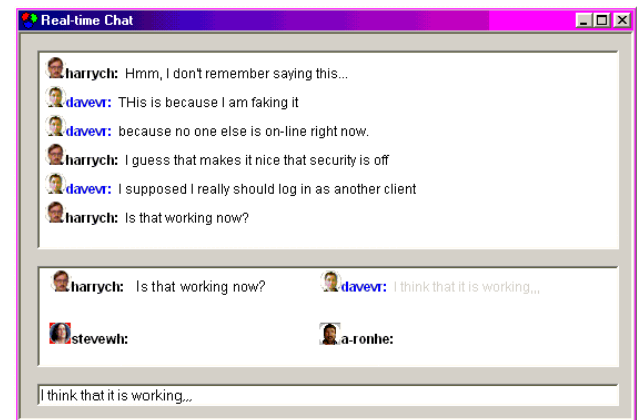 Real-time Chat
harrych: Hmm, I don't remember saying this...
davevr: THis is because I am faking it
davevr: because no one else is on-line right now.
harrych: I guess that makes it nice that security is off
davevr: I supposed I really should log in as another client
harrych: Is that working now?
harrych: Is that working now? davevr: I think that it is working,,,
stevewh: a-ronhe:
I think that it is working,,,